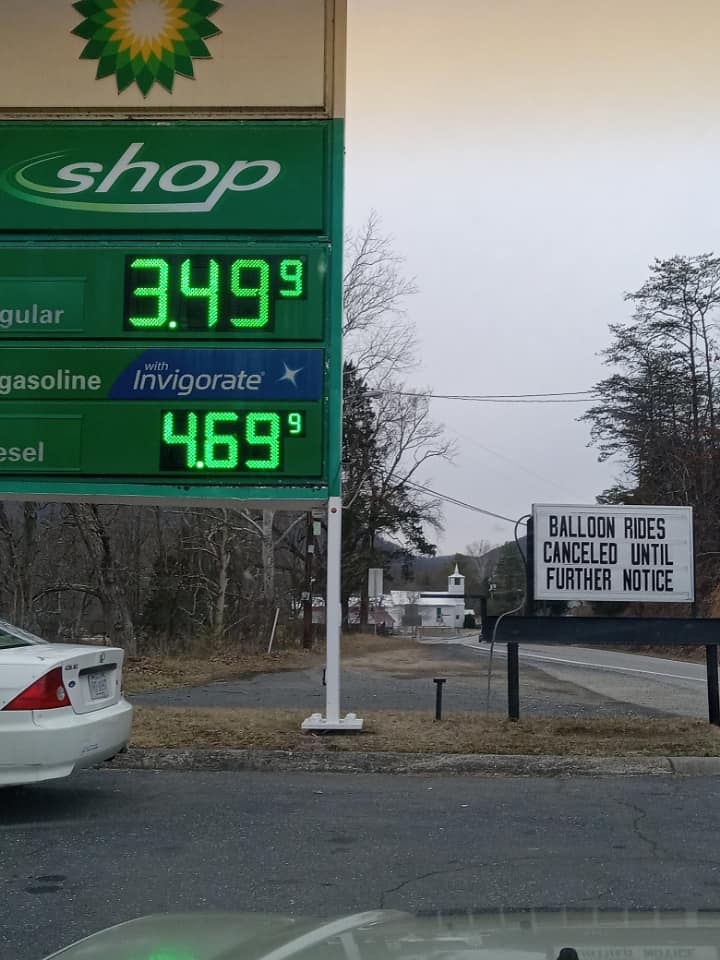 shop
gular
3.49 9
gasoline
with
Invigorate
esel
4.69 9
BALLOON RIDES
CANCELED UNTIL
FURTHER NOTICE